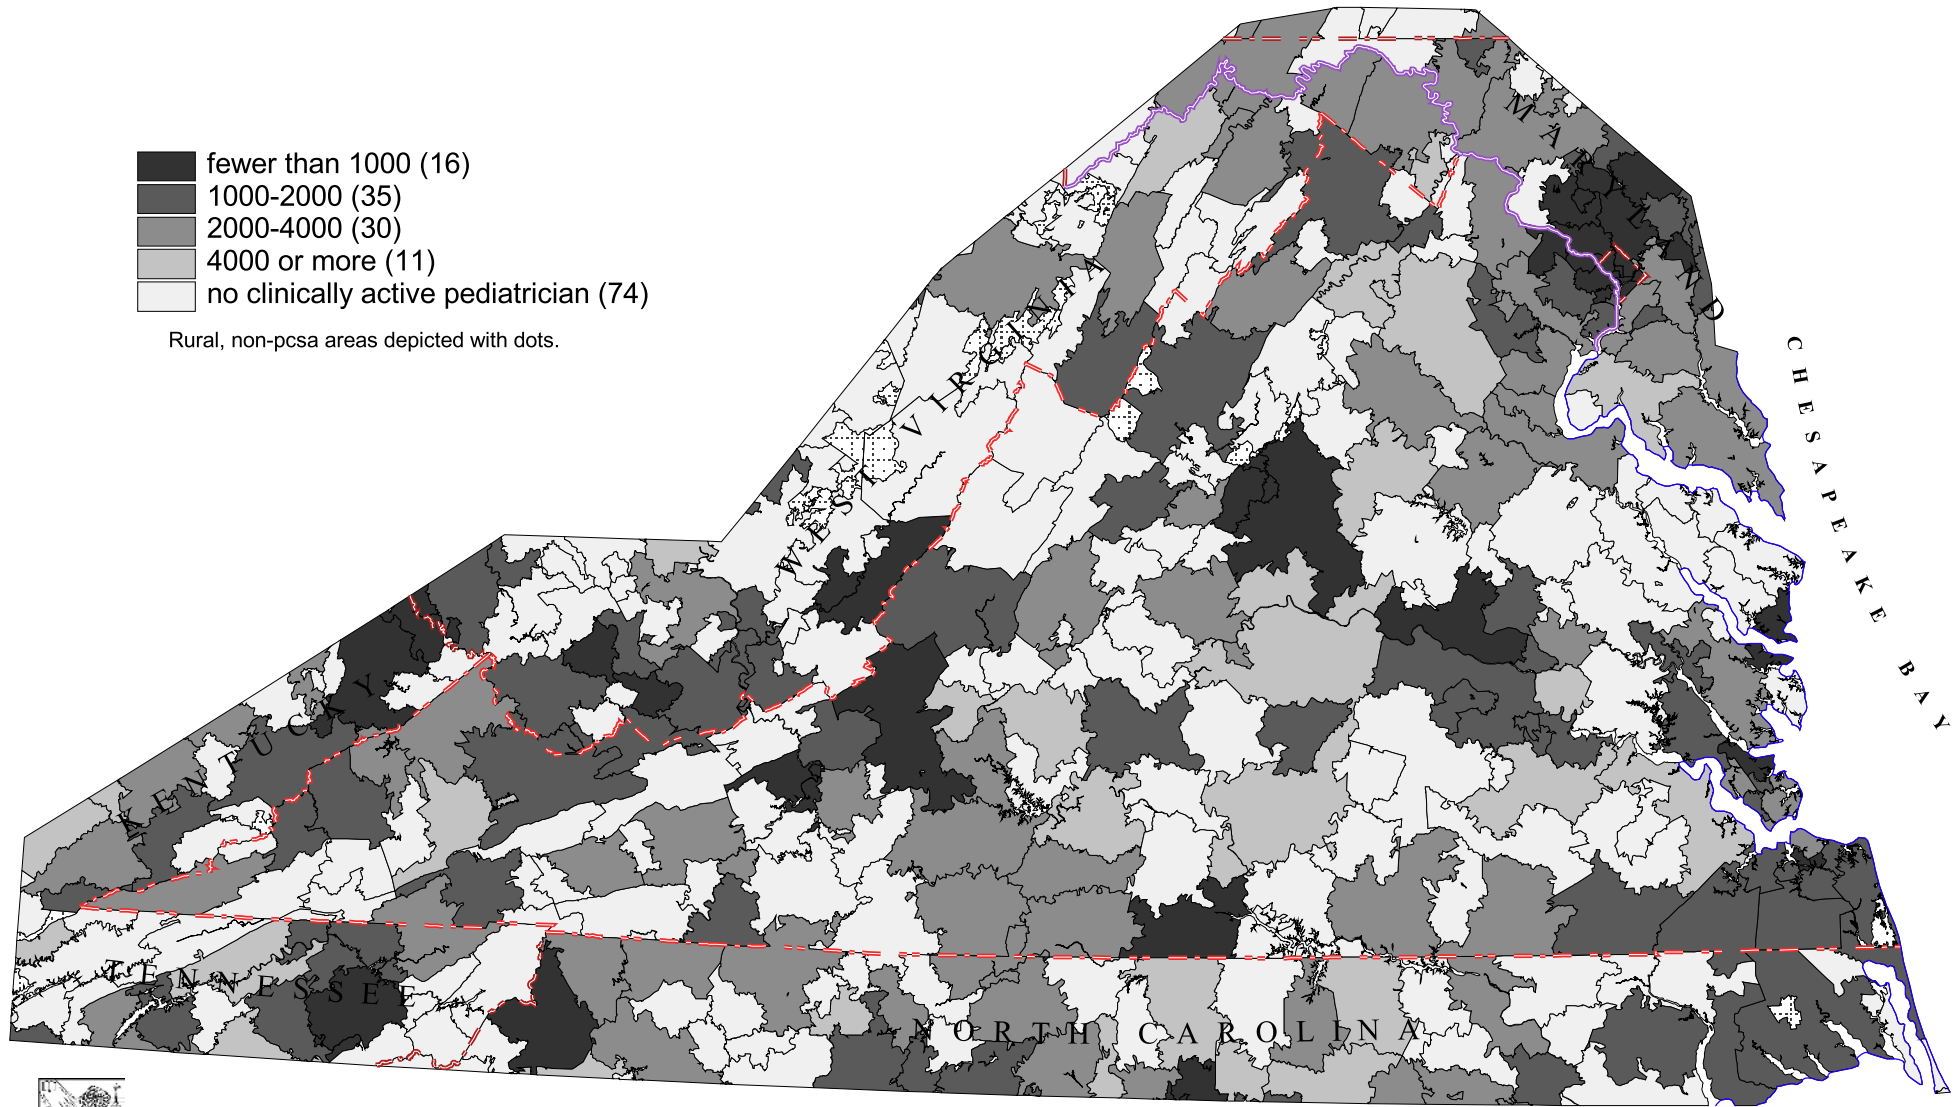 fewer than 1000 (16)
1000-2000 (35)
2000-4000 (30)
4000 or more (11)
no clinically active pediatrician (74)
Rural, non-pcsa areas depicted with dots.
MARYLAND
CHESAPEAKE BAY
WEST VIRGINIA
KENTUCKY
TENNESSEE
NORTH CAROLINA